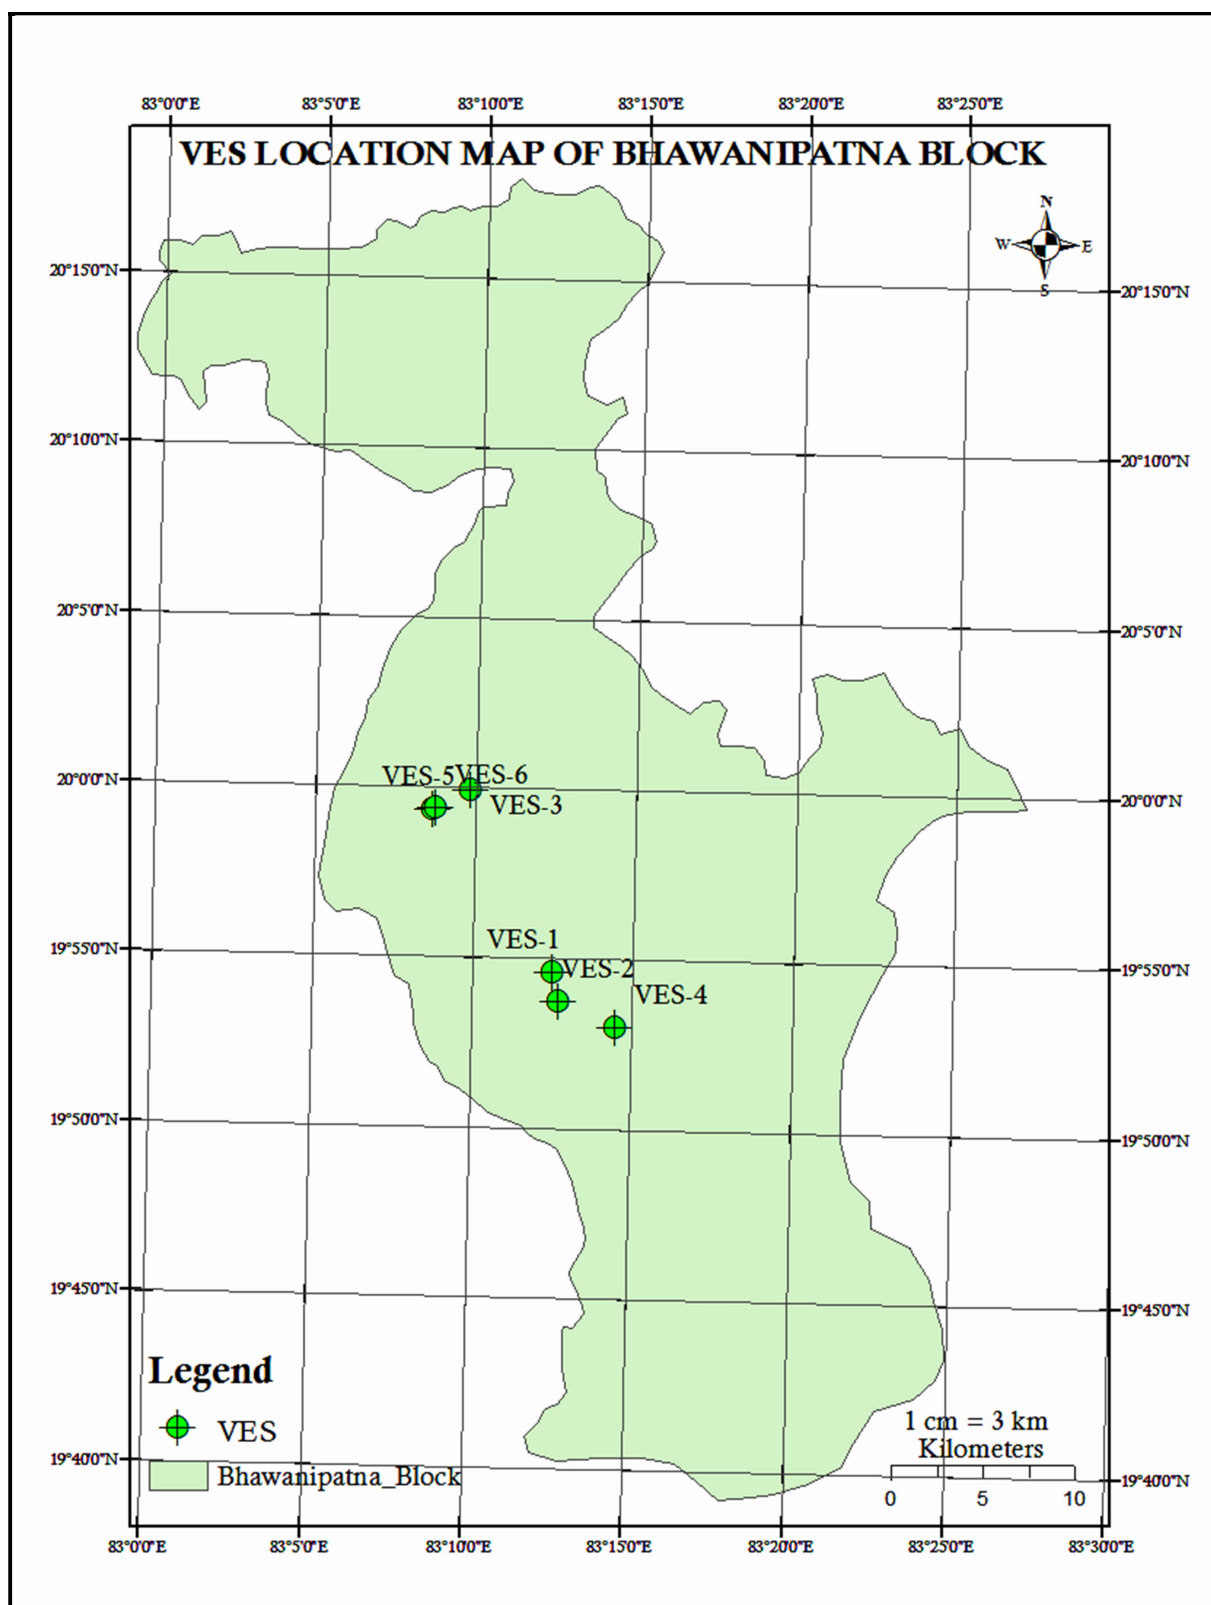 83°0'0"E 83°5'0"E 83°10'0"E 83°15'0"E 83°20'0"E 83°25'0"E
VES LOCATION MAP OF BHAWANIPATNA BLOCK
N
W E
S
20°15'0"N 20°15'0"N
20°10'0"N 20°10'0"N
20°5'0"N 20°5'0"N
20°0'0"N 20°0'0"N
VES-5 VES-6
VES-3
19°55'0"N 19°55'0"N
VES-1
VES-2
VES-4
19°50'0"N 19°50'0"N
19°45'0"N 19°45'0"N
Legend
VES
Bhawanipatna_Block
1 cm = 3 km
Kilometers
0 5 10
19°40'0"N 19°40'0"N
83°0'0"E 83°5'0"E 83°10'0"E 83°15'0"E 83°20'0"E 83°25'0"E 83°30'0"E